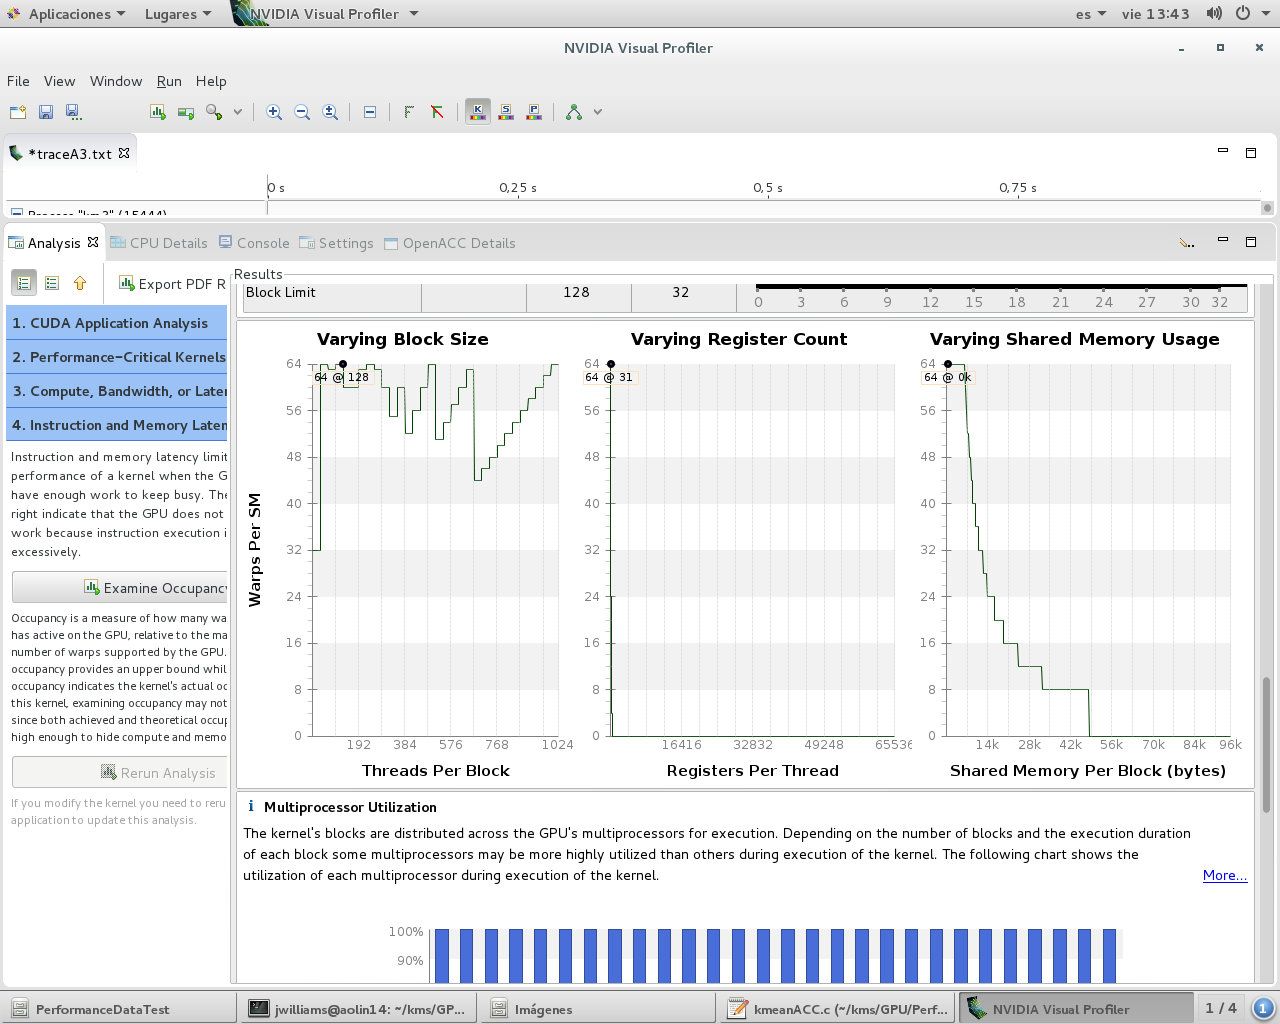 Aplicaciones Lugares NVIDIA Visual Profiler es vie 13:43
NVIDIA Visual Profiler
File View Window Run Help
*traceA3.txt
0 s 0,25 s 0,5 s 0,75 s
Process "km3" (15444)
Analysis CPU Details Console Settings OpenACC Details
Export PDF R
1. CUDA Application Analysis
2. Performance-Critical Kernels
3. Compute, Bandwidth, or Later
4. Instruction and Memory Laten
Instruction and memory latency limit
performance of a kernel when the G
have enough work to keep busy. The
right indicate that the GPU does not
work because instruction execution i
excessively.
Examine Occupancy
Occupancy is a measure of how many wa
has active on the GPU, relative to the ma
number of warps supported by the GPU.
occupancy provides an upper bound whil
occupancy indicates the kernel's actual oc
this kernel, examining occupancy may not
since both achieved and theoretical occup
high enough to hide compute and memo
Rerun Analysis
If you modify the kernel you need to reru
application to update this analysis.
Results
Block Limit 128 32
0 3 6 9 12 15 18 21 24 27 30 32
Varying Block Size
64
56
48
40
32
24
16
8
0
64 @ 128
192 384 576 768 1024
Warps Per SM
Threads Per Block
Varying Register Count
64
56
48
40
32
24
16
8
0
64 @ 31
16416 32832 49248 65536
Registers Per Thread
Varying Shared Memory Usage
64
56
48
40
32
24
16
8
0
64 @ 0k
14k 28k 42k 56k 70k 84k 96k
Shared Memory Per Block (bytes)
i Multiprocessor Utilization
The kernel's blocks are distributed across the GPU's multiprocessors for execution. Depending on the number of blocks and the execution duration
of each block some multiprocessors may be more highly utilized than others during execution of the kernel. The following chart shows the
utilization of each multiprocessor during execution of the kernel.
More...
100%
90%
PerformanceDataTest jwilliams@aolin14: ~/kms/GP... Imágenes kmeanACC.c (~/kms/GPU/Perf... NVIDIA Visual Profiler 1 / 4 1